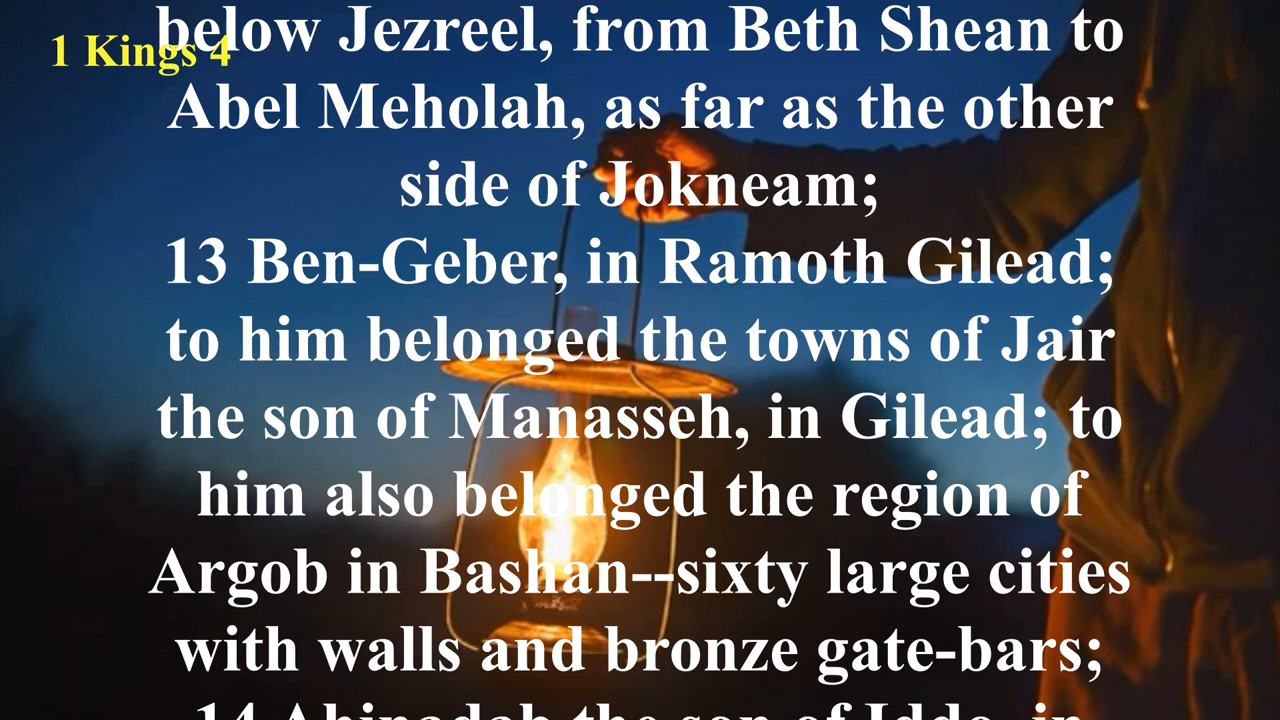 1 Kings 4
below Jezreel, from Beth Shean to
Abel Meholah, as far as the other
side of Jokneam;
13 Ben-Geber, in Ramoth Gilead;
to him belonged the towns of Jair
the son of Manasseh, in Gilead; to
him also belonged the region of
Argob in Bashan--sixty large cities
with walls and bronze gate-bars;
14 Ahinadab the son of Iddo, in